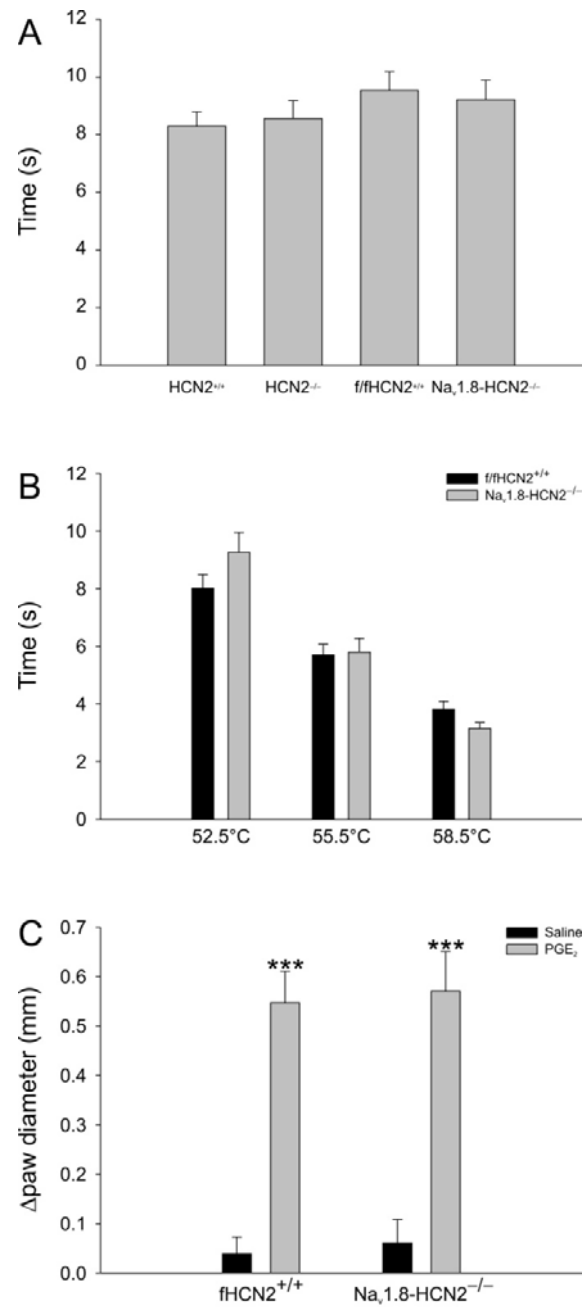 A
12
10
8
6
4
2
0
Time (s)
HCN2+/+ HCN2-/- f/fHCN2+/+ Nav1.8-HCN2-/-
B
f/fHCN2+/+
Nav1.8-HCN2−/−
12
10
8
6
4
2
0
Time (s)
52.5°C 55.5°C 58.5°C
C
Saline
PGE2
0.7
0.6
0.5
0.4
0.3
0.2
0.1
0.0
Δpaw diameter (mm)
*** ***
fHCN2+/+ Nav1.8-HCN2−/−